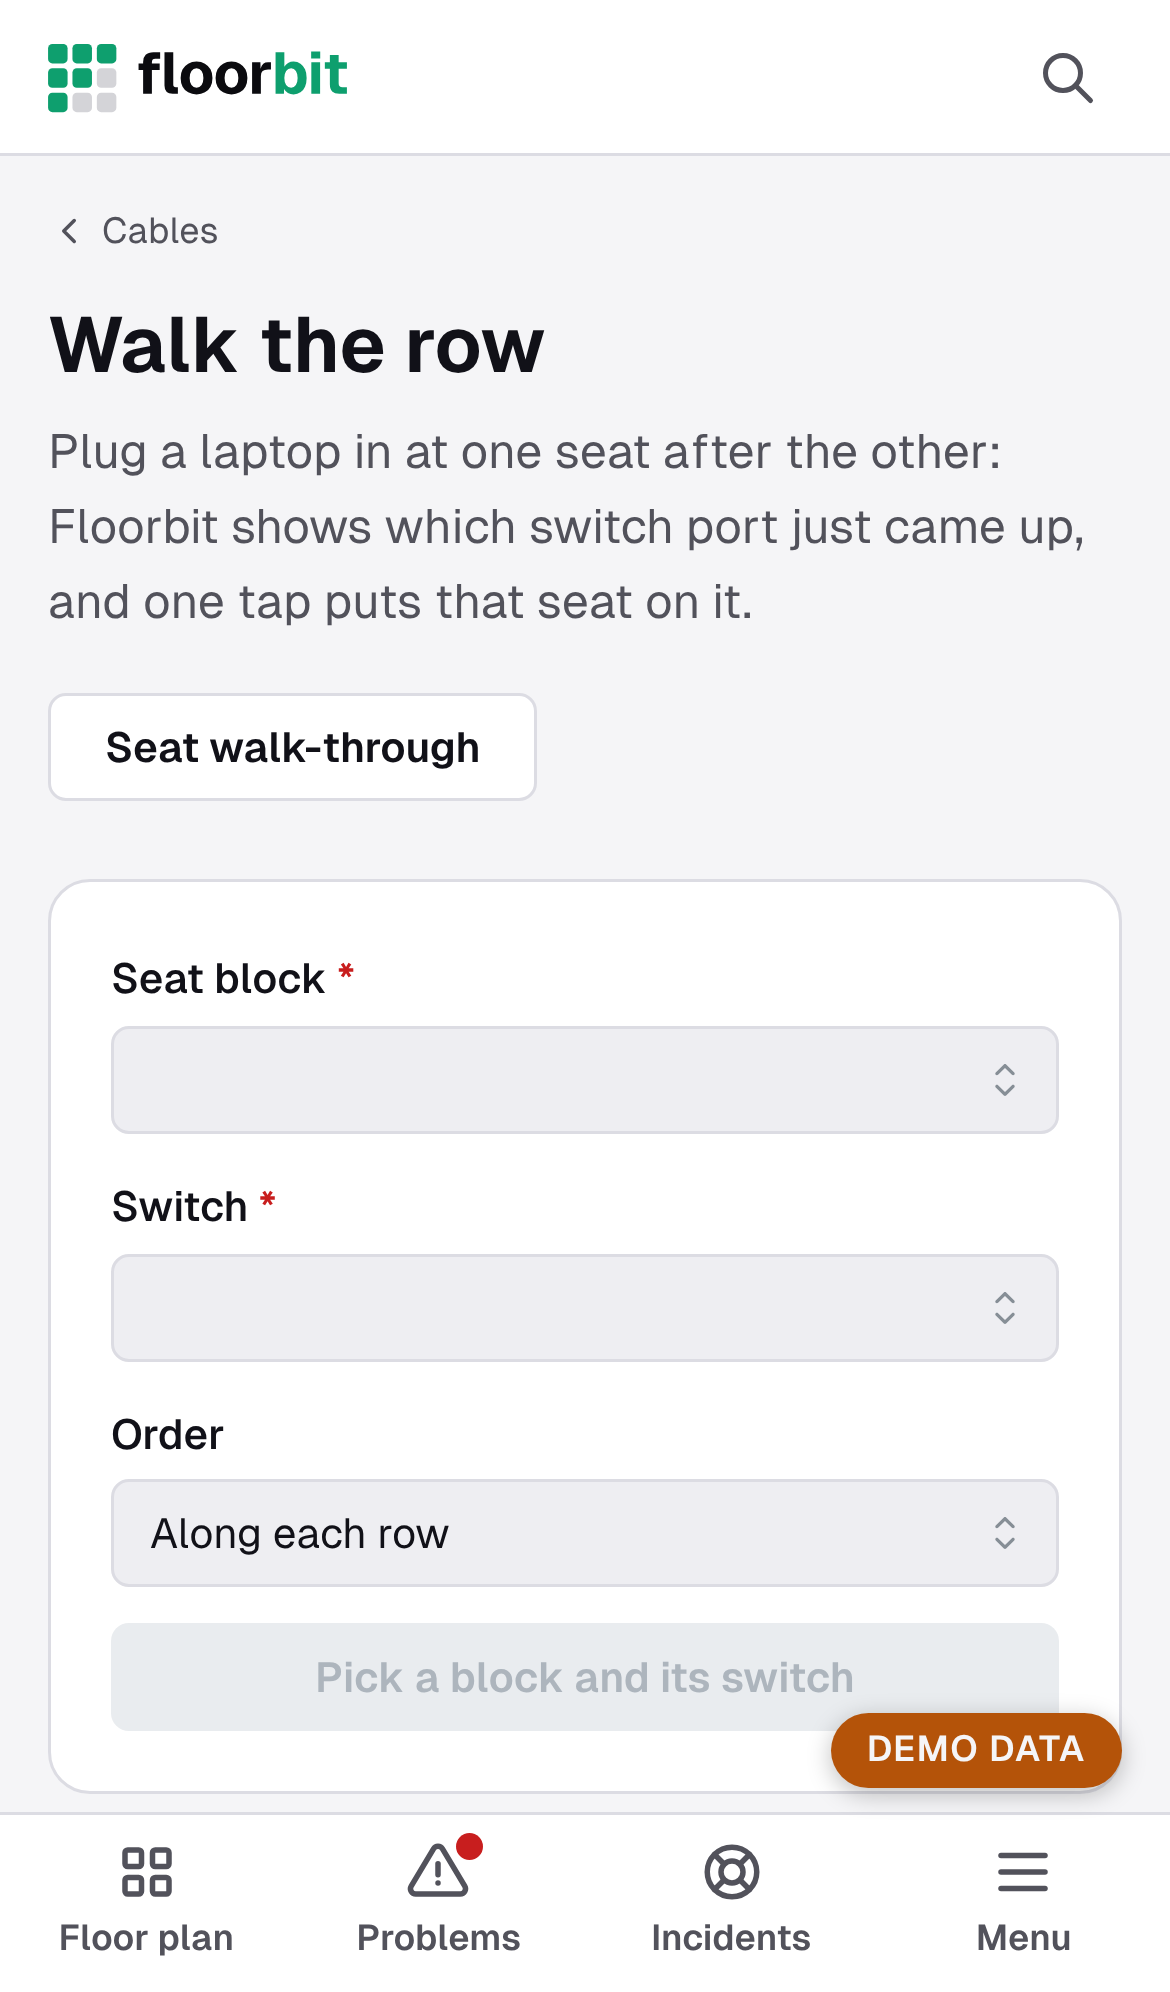 floorbit
Cables
Walk the row
Plug a laptop in at one seat after the other:
Floorbit shows which switch port just came up,
and one tap puts that seat on it.
Seat walk-through
Seat block *
Switch *
Order
Along each row
Pick a block and its switch
DEMO DATA
Floor plan
Problems
Incidents
Menu